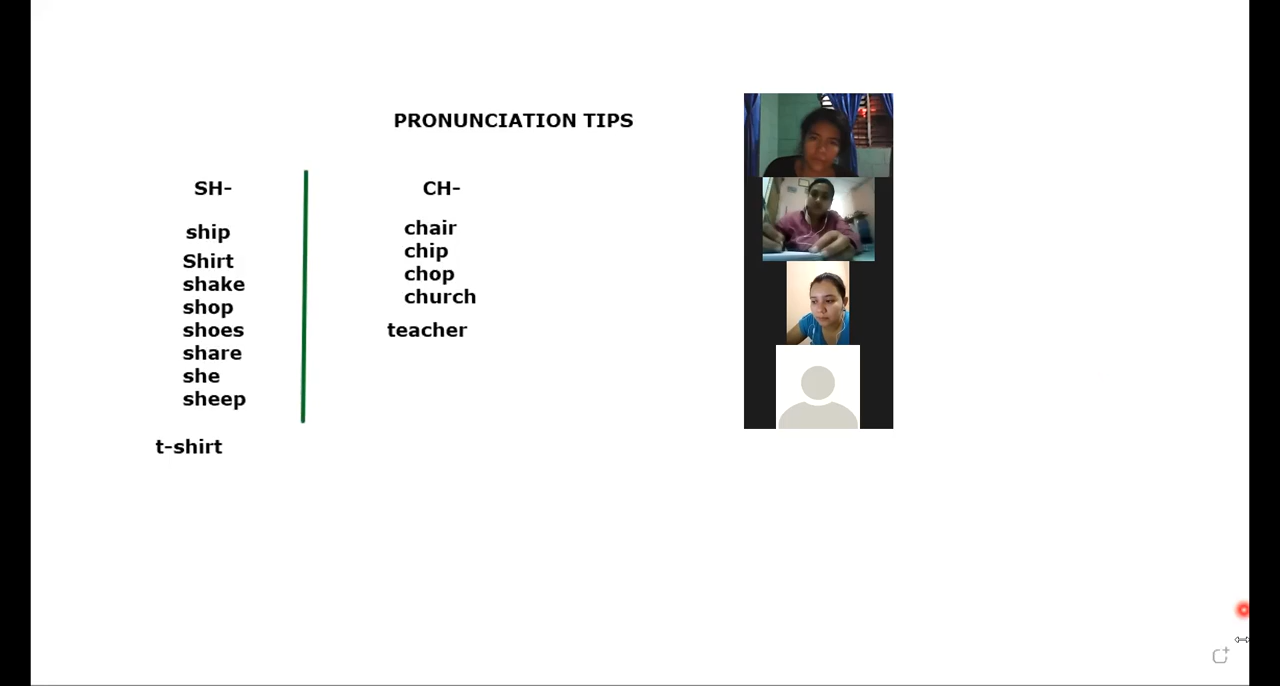 PRONUNCIATION TIPS
SH-
ship
Shirt
shake
shop
shoes
share
she
sheep
t-shirt
CH-
chair
chip
chop
church
teacher